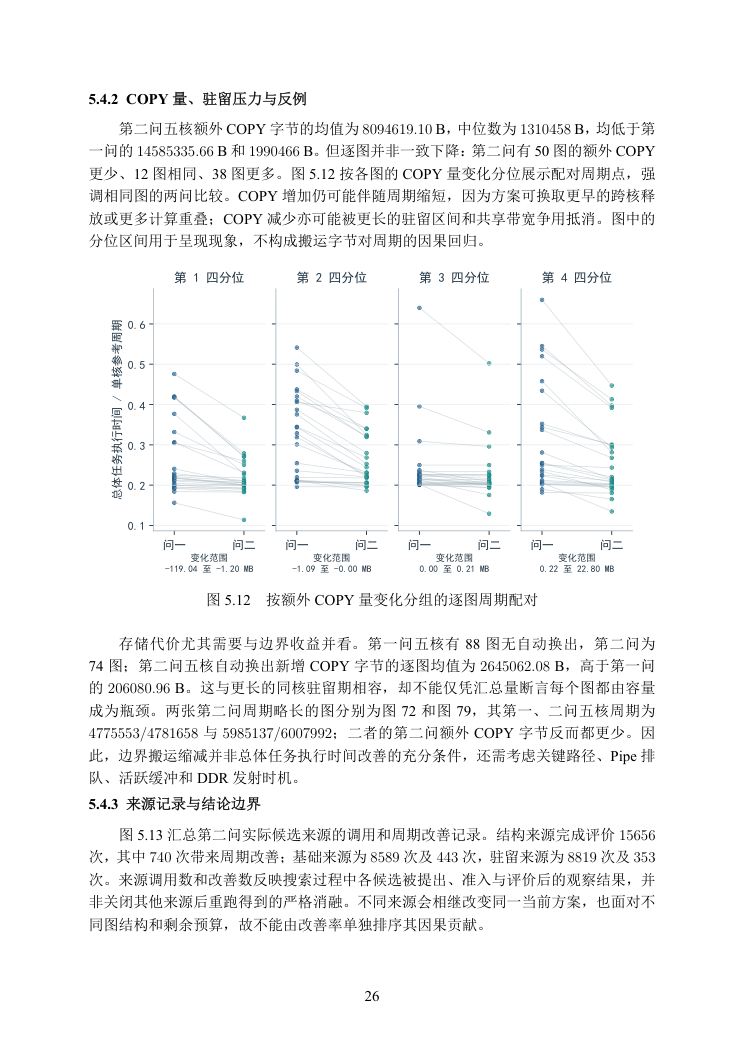 5.4.2 COPY 量、驻留压力与反例
第二问五核额外 COPY 字节的均值为 8094619.10 B，中位数为 1310458 B，均低于第
一问的 14585335.66 B 和 1990466 B。但逐图并非一致下降：第二问有 50 图的额外 COPY
更少、12 图相同、38 图更多。图 5.12 按各图的 COPY 量变化分位展示配对周期点，强
调相同图的两问比较。COPY 增加仍可能伴随周期缩短，因为方案可换取更早的跨核释
放或更多计算重叠；COPY 减少亦可能被更长的驻留区间和共享带宽争用抵消。图中的
分位区间用于呈现现象，不构成搬运字节对周期的因果回归。
第 1 四分位 第 2 四分位 第 3 四分位 第 4 四分位
总体任务执行时间 / 单核参考周期
0.6
0.5
0.4
0.3
0.2
0.1
问一 问二 问一 问二 问一 问二 问一 问二
变化范围 变化范围 变化范围 变化范围
-119.04 至 -1.20 MB -1.09 至 -0.00 MB 0.00 至 0.21 MB 0.22 至 22.80 MB
图 5.12 按额外 COPY 量变化分组的逐图周期配对
存储代价尤其需要与边界收益并看。第一问五核有 88 图无自动换出，第二问为
74 图；第二问五核自动换出新增 COPY 字节的逐图均值为 2645062.08 B，高于第一问
的 206080.96 B。这与更长的同核驻留期相容，却不能仅凭汇总量断言每个图都由容量
成为瓶颈。两张第二问周期略长的图分别为图 72 和图 79，其第一、二问五核周期为
4775553/4781658 与 5985137/6007992；二者的第二问额外 COPY 字节反而都更少。因
此，边界搬运缩减并非总体任务执行时间改善的充分条件，还需考虑关键路径、Pipe 排
队、活跃缓冲和 DDR 发射时机。
5.4.3 来源记录与结论边界
图 5.13 汇总第二问实际候选来源的调用和周期改善记录。结构来源完成评价 15656
次，其中 740 次带来周期改善；基础来源为 8589 次及 443 次，驻留来源为 8819 次及 353
次。来源调用数和改善数反映搜索过程中各候选被提出、准入与评价后的观察结果，并
非关闭其他来源后重跑得到的严格消融。不同来源会相继改变同一当前方案，也面对不
同图结构和剩余预算，故不能由改善率单独排序其因果贡献。
26